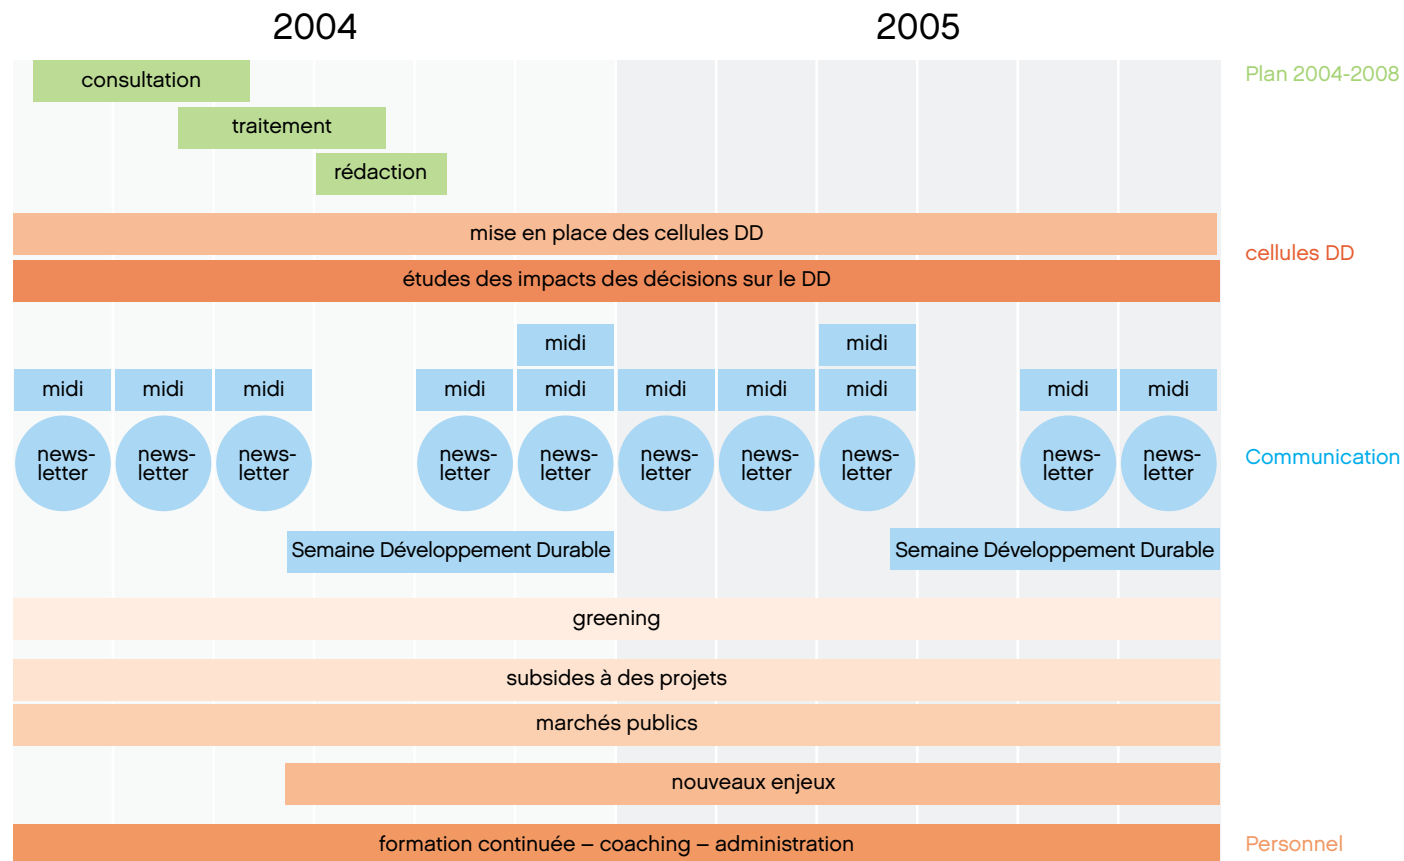 2004 2005
consultation Plan 2004-2008
traitement
rédaction
mise en place des cellules DD
cellules DD
études des impacts des décisions sur le DD
midi midi
midi midi midi midi midi midi midi midi midi midi
news- news- news- news- news- news- news- news- news- news-
letter letter letter letter letter letter letter letter letter letter
Communication
Semaine Développement Durable Semaine Développement Durable
greening
subsides à des projets
marchés publics
nouveaux enjeux
formation continuée – coaching – administration Personnel